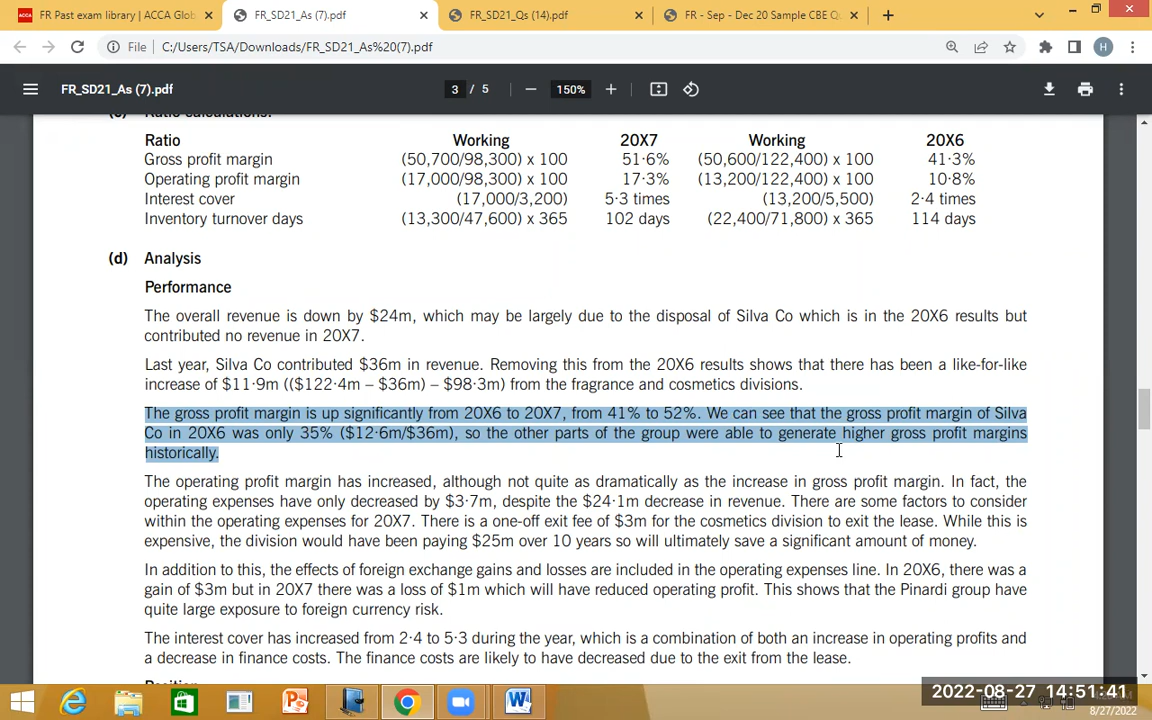 FR Past exam library | ACCA Glob
FR_SD21_As (7).pdf
FR_SD21_Qs (14).pdf
FR - Sep - Dec 20 Sample CBE Q
File | C:/Users/TSA/Downloads/FR_SD21_As%20(7).pdf
H
FR_SD21_As (7).pdf
3 / 5
150%
(c) Ratio calculations:
Ratio Working 20X7 Working 20X6
Gross profit margin (50,700/98,300) x 100 51·6% (50,600/122,400) x 100 41·3%
Operating profit margin (17,000/98,300) x 100 17·3% (13,200/122,400) x 100 10·8%
Interest cover (17,000/3,200) 5·3 times (13,200/5,500) 2·4 times
Inventory turnover days (13,300/47,600) x 365 102 days (22,400/71,800) x 365 114 days
(d) Analysis
Performance
The overall revenue is down by $24m, which may be largely due to the disposal of Silva Co which is in the 20X6 results but
contributed no revenue in 20X7.
Last year, Silva Co contributed $36m in revenue. Removing this from the 20X6 results shows that there has been a like-for-like
increase of $11·9m (($122·4m – $36m) – $98·3m) from the fragrance and cosmetics divisions.
The gross profit margin is up significantly from 20X6 to 20X7, from 41% to 52%. We can see that the gross profit margin of Silva
Co in 20X6 was only 35% ($12·6m/$36m), so the other parts of the group were able to generate higher gross profit margins
historically.
The operating profit margin has increased, although not quite as dramatically as the increase in gross profit margin. In fact, the
operating expenses have only decreased by $3·7m, despite the $24·1m decrease in revenue. There are some factors to consider
within the operating expenses for 20X7. There is a one-off exit fee of $3m for the cosmetics division to exit the lease. While this is
expensive, the division would have been paying $25m over 10 years so will ultimately save a significant amount of money.
In addition to this, the effects of foreign exchange gains and losses are included in the operating expenses line. In 20X6, there was a
gain of $3m but in 20X7 there was a loss of $1m which will have reduced operating profit. This shows that the Pinardi group have
quite large exposure to foreign currency risk.
The interest cover has increased from 2·4 to 5·3 during the year, which is a combination of both an increase in operating profits and
a decrease in finance costs. The finance costs are likely to have decreased due to the exit from the lease.
Position
2022-08-27 14:51:41
8/27/2022